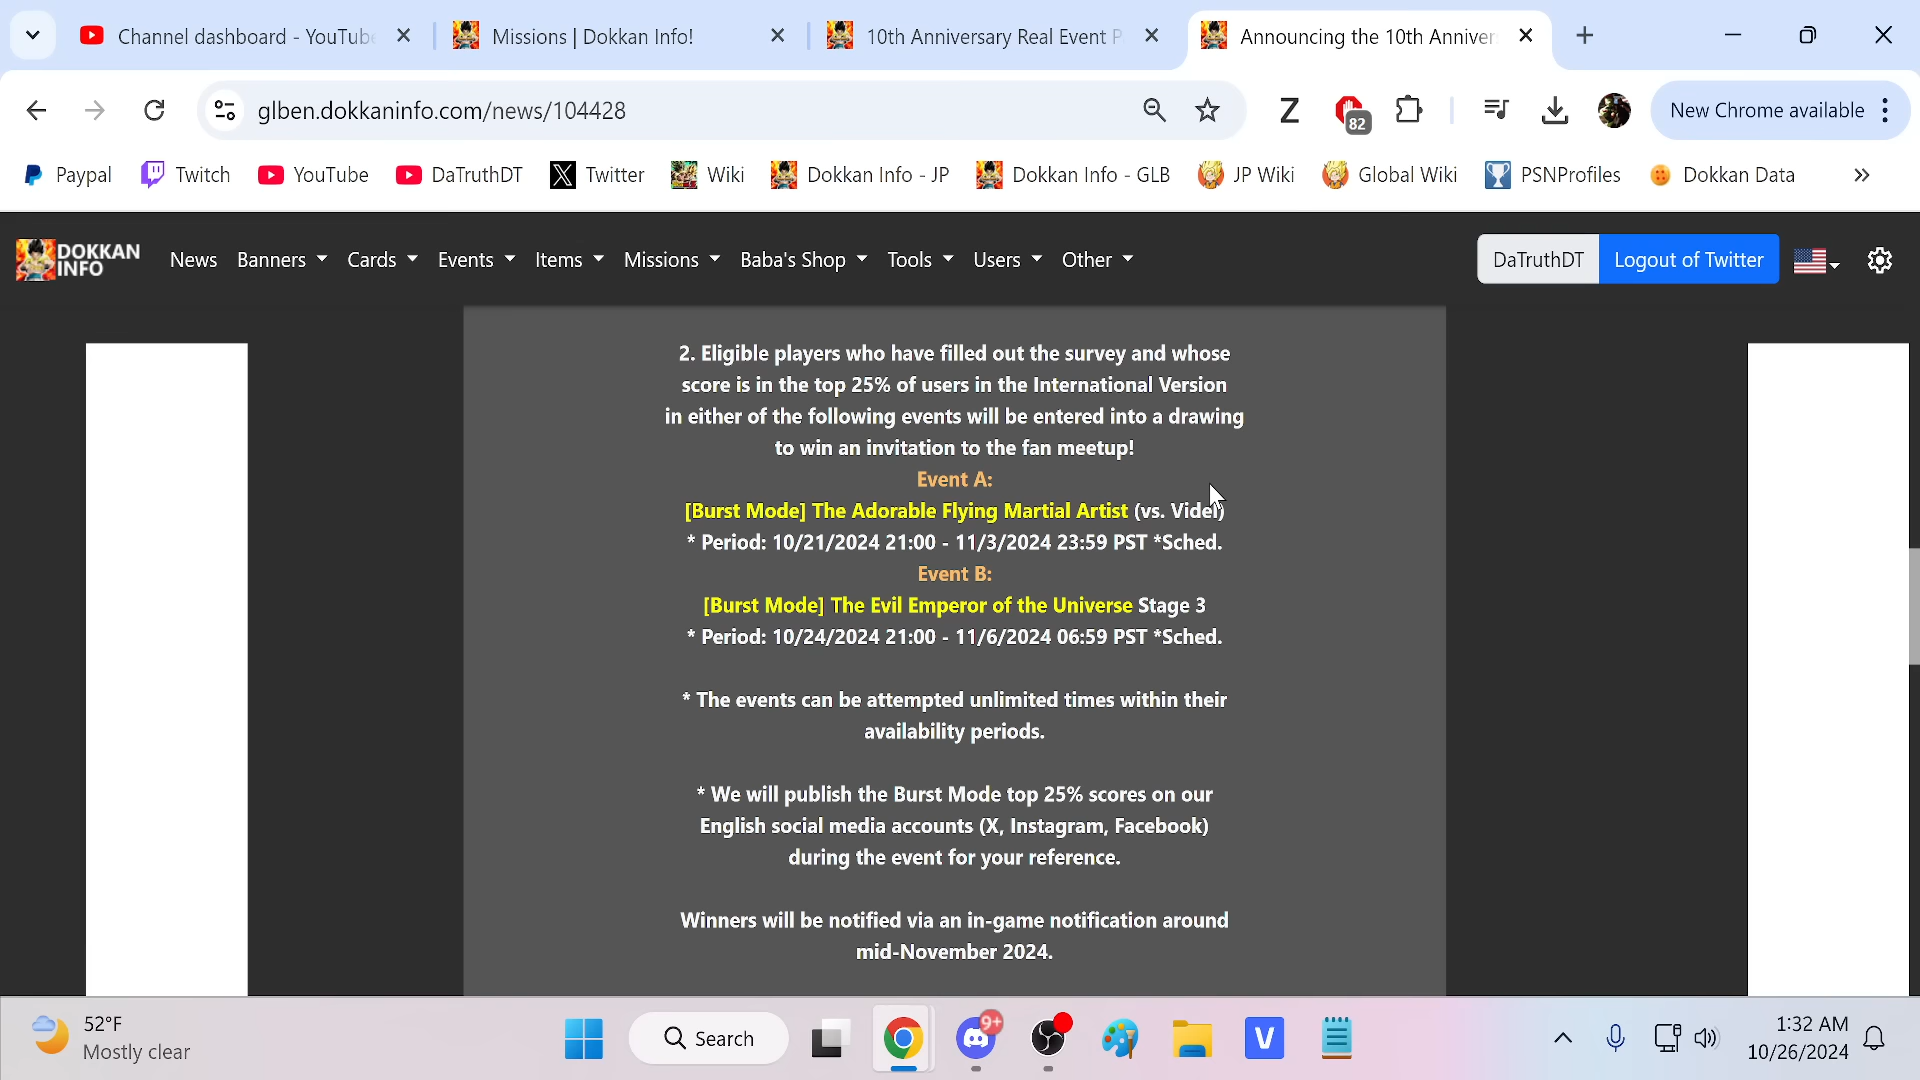 Channel dashboard - YouTube
Missions | Dokkan Info!
10th Anniversary Real Event P
Announcing the 10th Anniver
glben.dokkaninfo.com/news/104428
Z
82
New Chrome available
Paypal
Twitch
YouTube
DaTruthDT
Twitter
Wiki
Dokkan Info - JP
Dokkan Info - GLB
JP Wiki
Global Wiki
PSNProfiles
Dokkan Data
»
DOKKAN
INFO
News
Banners
Cards
Events
Items
Missions
Baba's Shop
Tools
Users
Other
DaTruthDT
Logout of Twitter
2. Eligible players who have filled out the survey and whose
score is in the top 25% of users in the International Version
in either of the following events will be entered into a drawing
to win an invitation to the fan meetup!
Event A:
[Burst Mode] The Adorable Flying Martial Artist (vs. Videl)
* Period: 10/21/2024 21:00 - 11/3/2024 23:59 PST *Sched.
Event B:
[Burst Mode] The Evil Emperor of the Universe Stage 3
* Period: 10/24/2024 21:00 - 11/6/2024 06:59 PST *Sched.
* The events can be attempted unlimited times within their
availability periods.
* We will publish the Burst Mode top 25% scores on our
English social media accounts (X, Instagram, Facebook)
during the event for your reference.
Winners will be notified via an in-game notification around
mid-November 2024.
52°F
Mostly clear
Search
9+
V
1:32 AM
10/26/2024